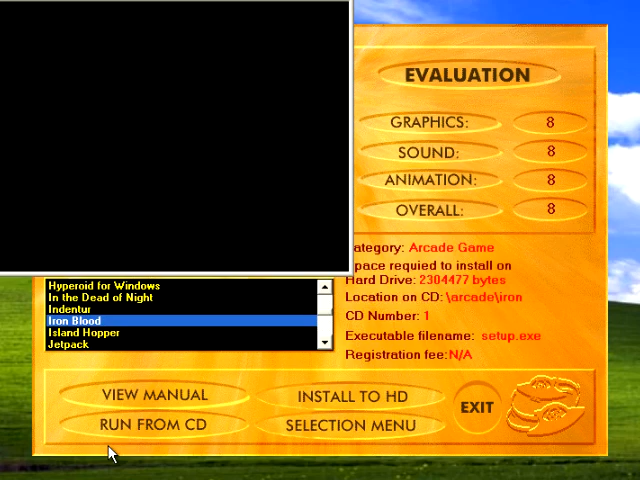 EVALUATION
GRAPHICS: 8
SOUND: 8
ANIMATION: 8
OVERALL: 8
ategory: Arcade Game
pace requied to install on
Hard Drive: 2304477 bytes
Location on CD: \arcade\iron
CD Number: 1
Executable filename: setup.exe
Registration fee: N/A
Hyperoid for Windows
In the Dead of Night
Indentur
Iron Blood
Island Hopper
Jetpack
VIEW MANUAL
INSTALL TO HD
RUN FROM CD
SELECTION MENU
EXIT